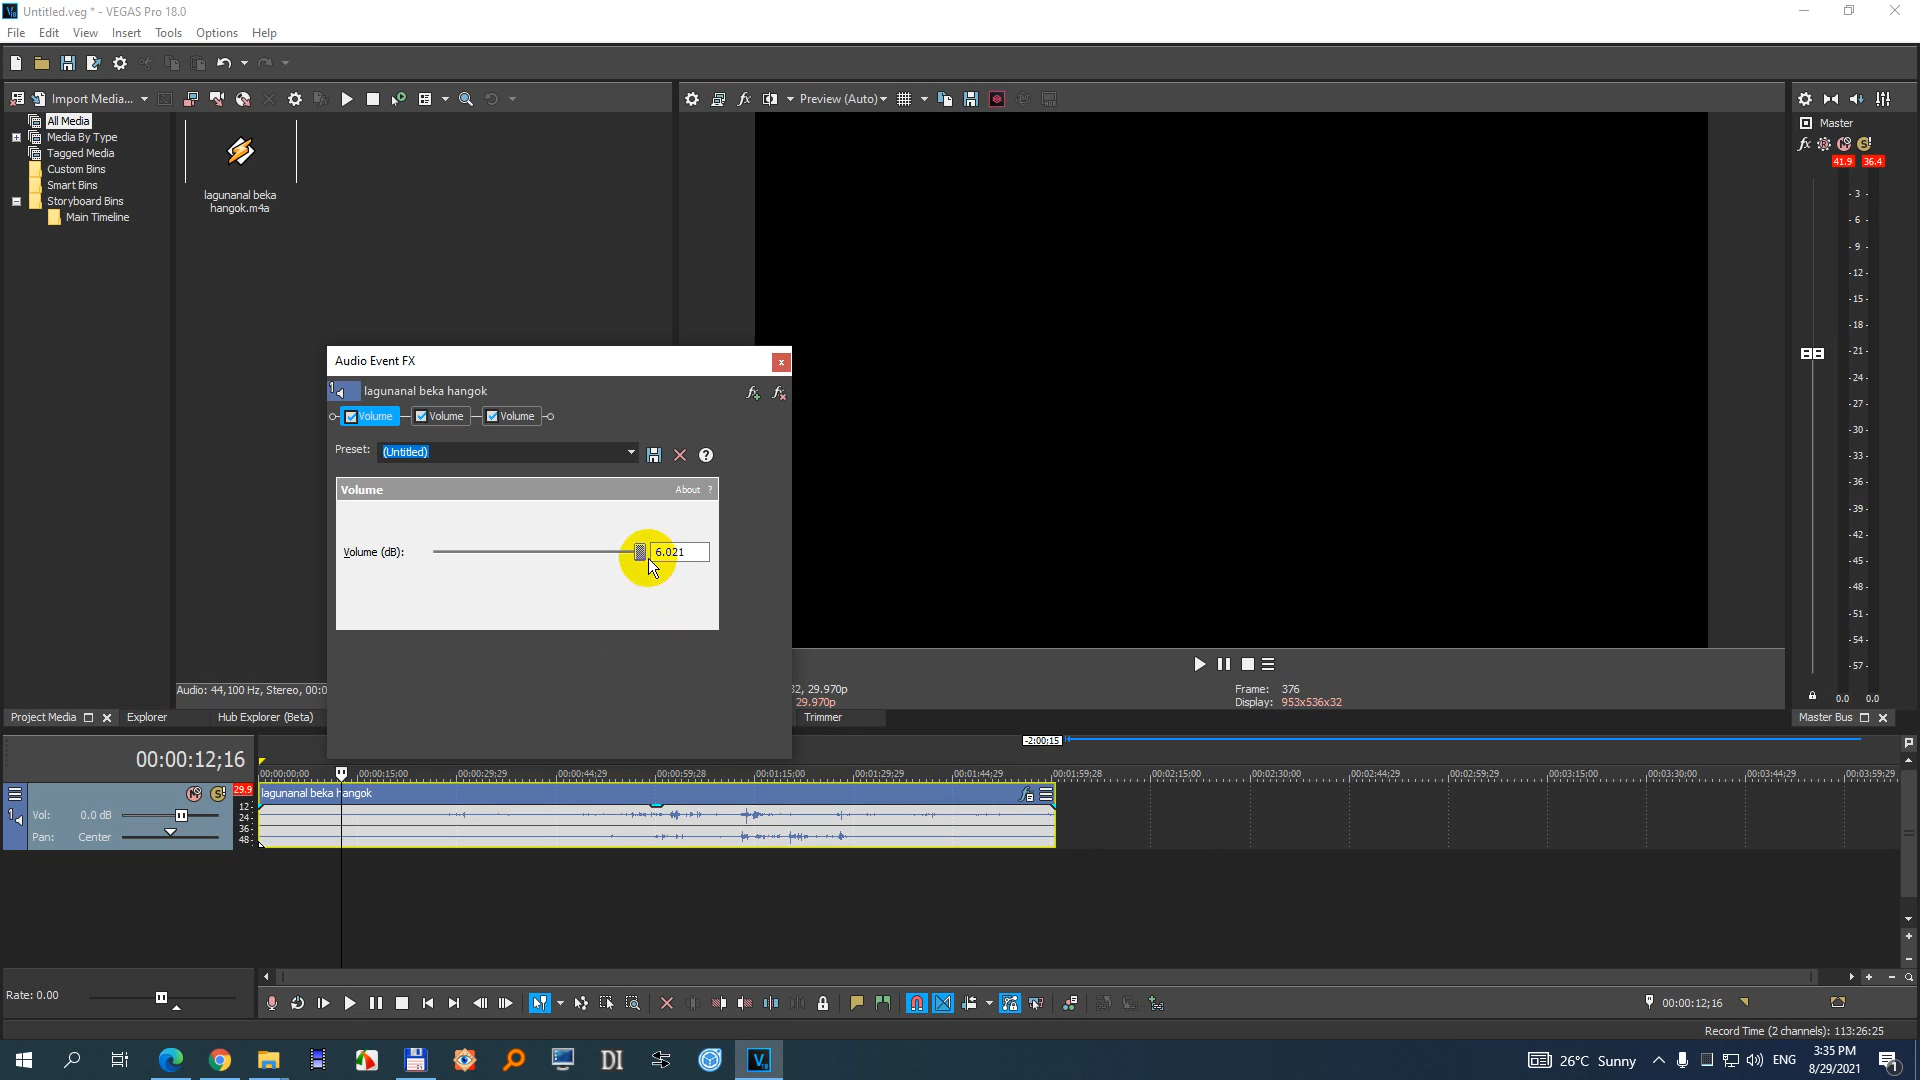 Untitled.veg * - VEGAS Pro 18.0
File Edit View Insert Tools Options Help
Import Media...
Preview (Auto)
All Media
Media By Type
Tagged Media
Custom Bins
Smart Bins
Storyboard Bins
Main Timeline
lagunanal beka
hangok.m4a
Master
41.9 36.4
-3-
-6-
-9-
-12-
-15-
-18-
-21-
-24-
-27-
-30-
-33-
-36-
-39-
-42-
-45-
-48-
-51-
-54-
-57-
0.0 0.0
Audio Event FX
lagunanal beka hangok
Volume Volume Volume
Preset: (Untitled)
Volume About ?
Volume (dB): 6.021
Audio: 44,100 Hz, Stereo, 00:0
32, 29.970p
29.970p
Frame: 376
Display: 953x536x32
Project Media Explorer Hub Explorer (Beta) Trimmer Master Bus
-2:00:15
00:00:12;16
00:00:00;00 00:00:15;00 00:00:29;29 00:00:44;29 00:00:59;28 00:01:15;00 00:01:29;29 00:01:44;29 00:01:59;28 00:02:15;00 00:02:30;00 00:02:44;29 00:02:59;29 00:03:15;00 00:03:30;00 00:03:44;29 00:03:59;29
29.9
lagunanal beka hangok
1 Vol: 0.0 dB
Pan: Center
12-
24-
36-
48-
Rate: 0.00
00:00:12;16
Record Time (2 channels): 113:26:25
26°C Sunny ENG
3:35 PM
8/29/2021